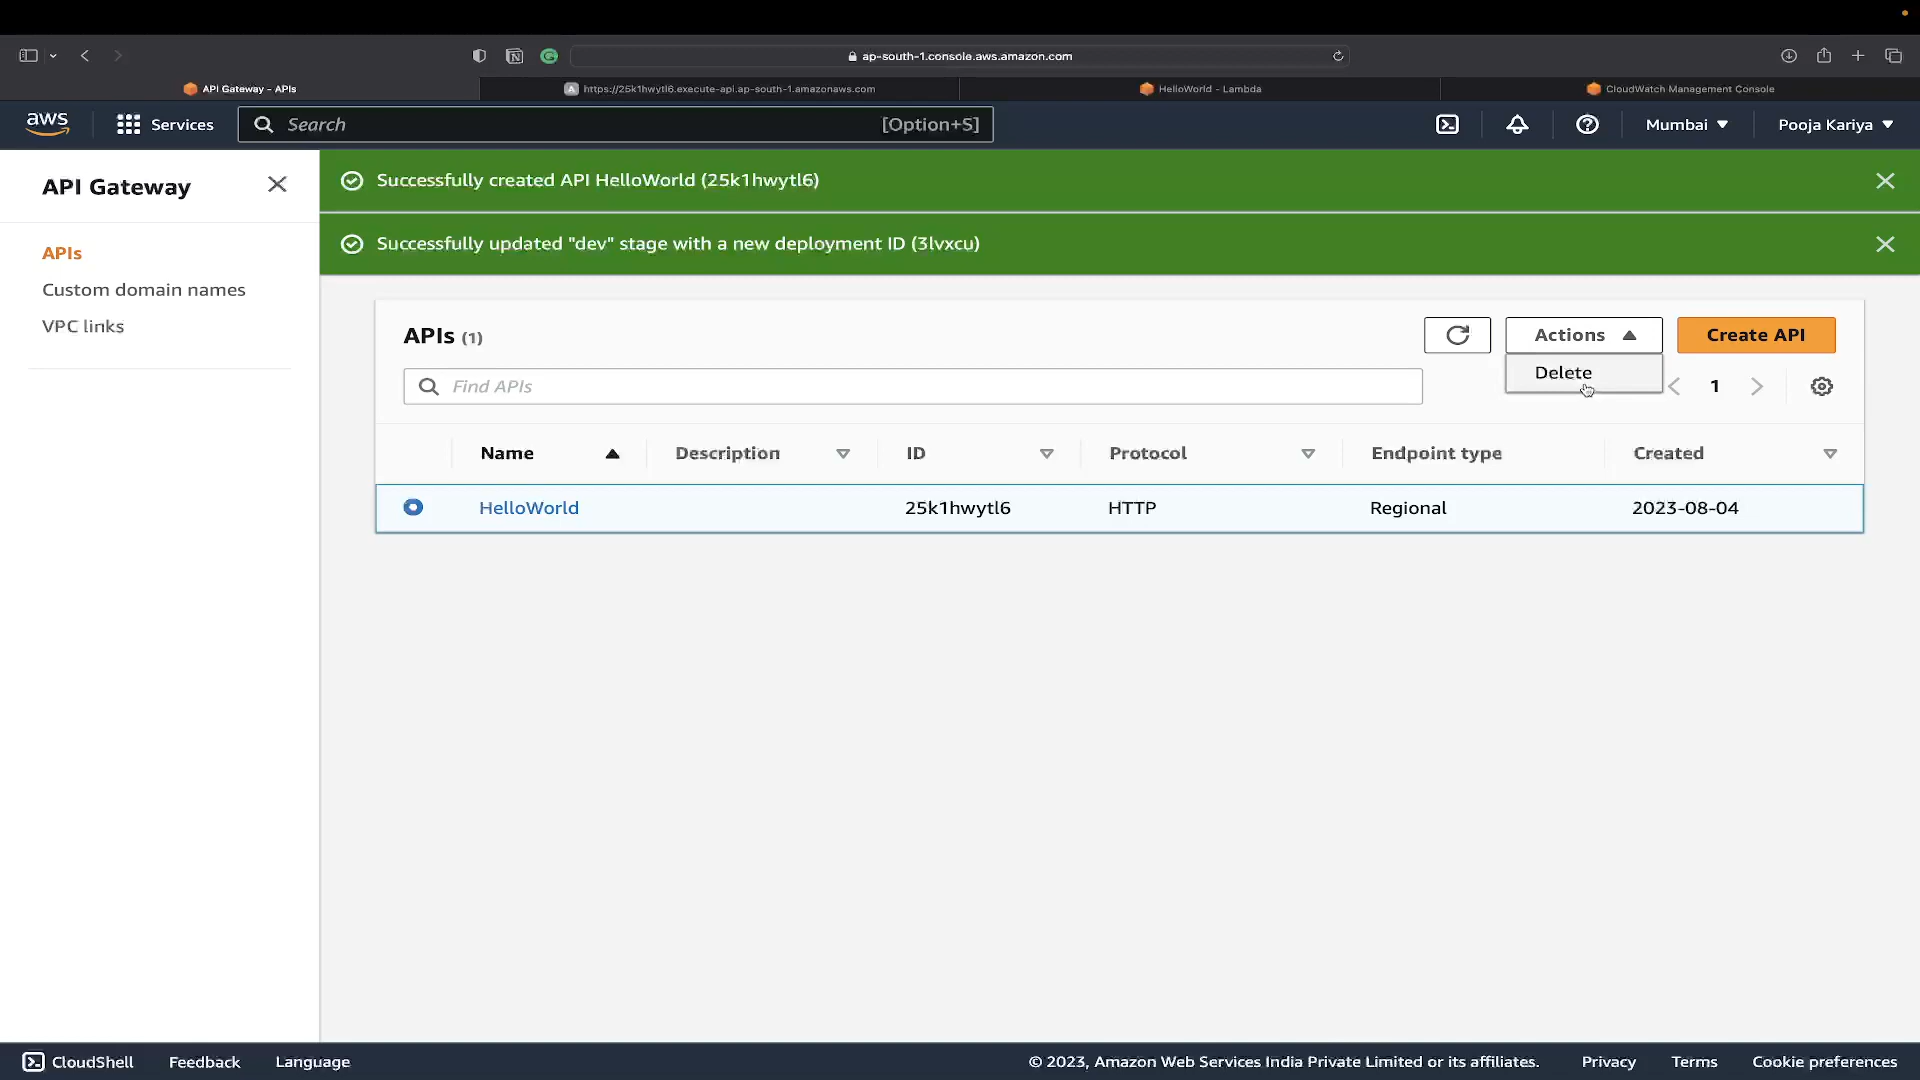 ap-south-1.console.aws.amazon.com
API Gateway - APIs
https://25k1hwytl6.execute-api.ap-south-1.amazonaws.com
HelloWorld - Lambda
CloudWatch Management Console
aws
Services
Search
[Option+S]
Mumbai
Pooja Kariya
API Gateway
APIs
Custom domain names
VPC links
Successfully created API HelloWorld (25k1hwytl6)
Successfully updated "dev" stage with a new deployment ID (3lvxcu)
APIs (1)
Actions
Create API
Find APIs
Delete
1
Name Description ID Protocol Endpoint type Created
HelloWorld 25k1hwytl6 HTTP Regional 2023-08-04
CloudShell Feedback Language © 2023, Amazon Web Services India Private Limited or its affiliates. Privacy Terms Cookie preferences